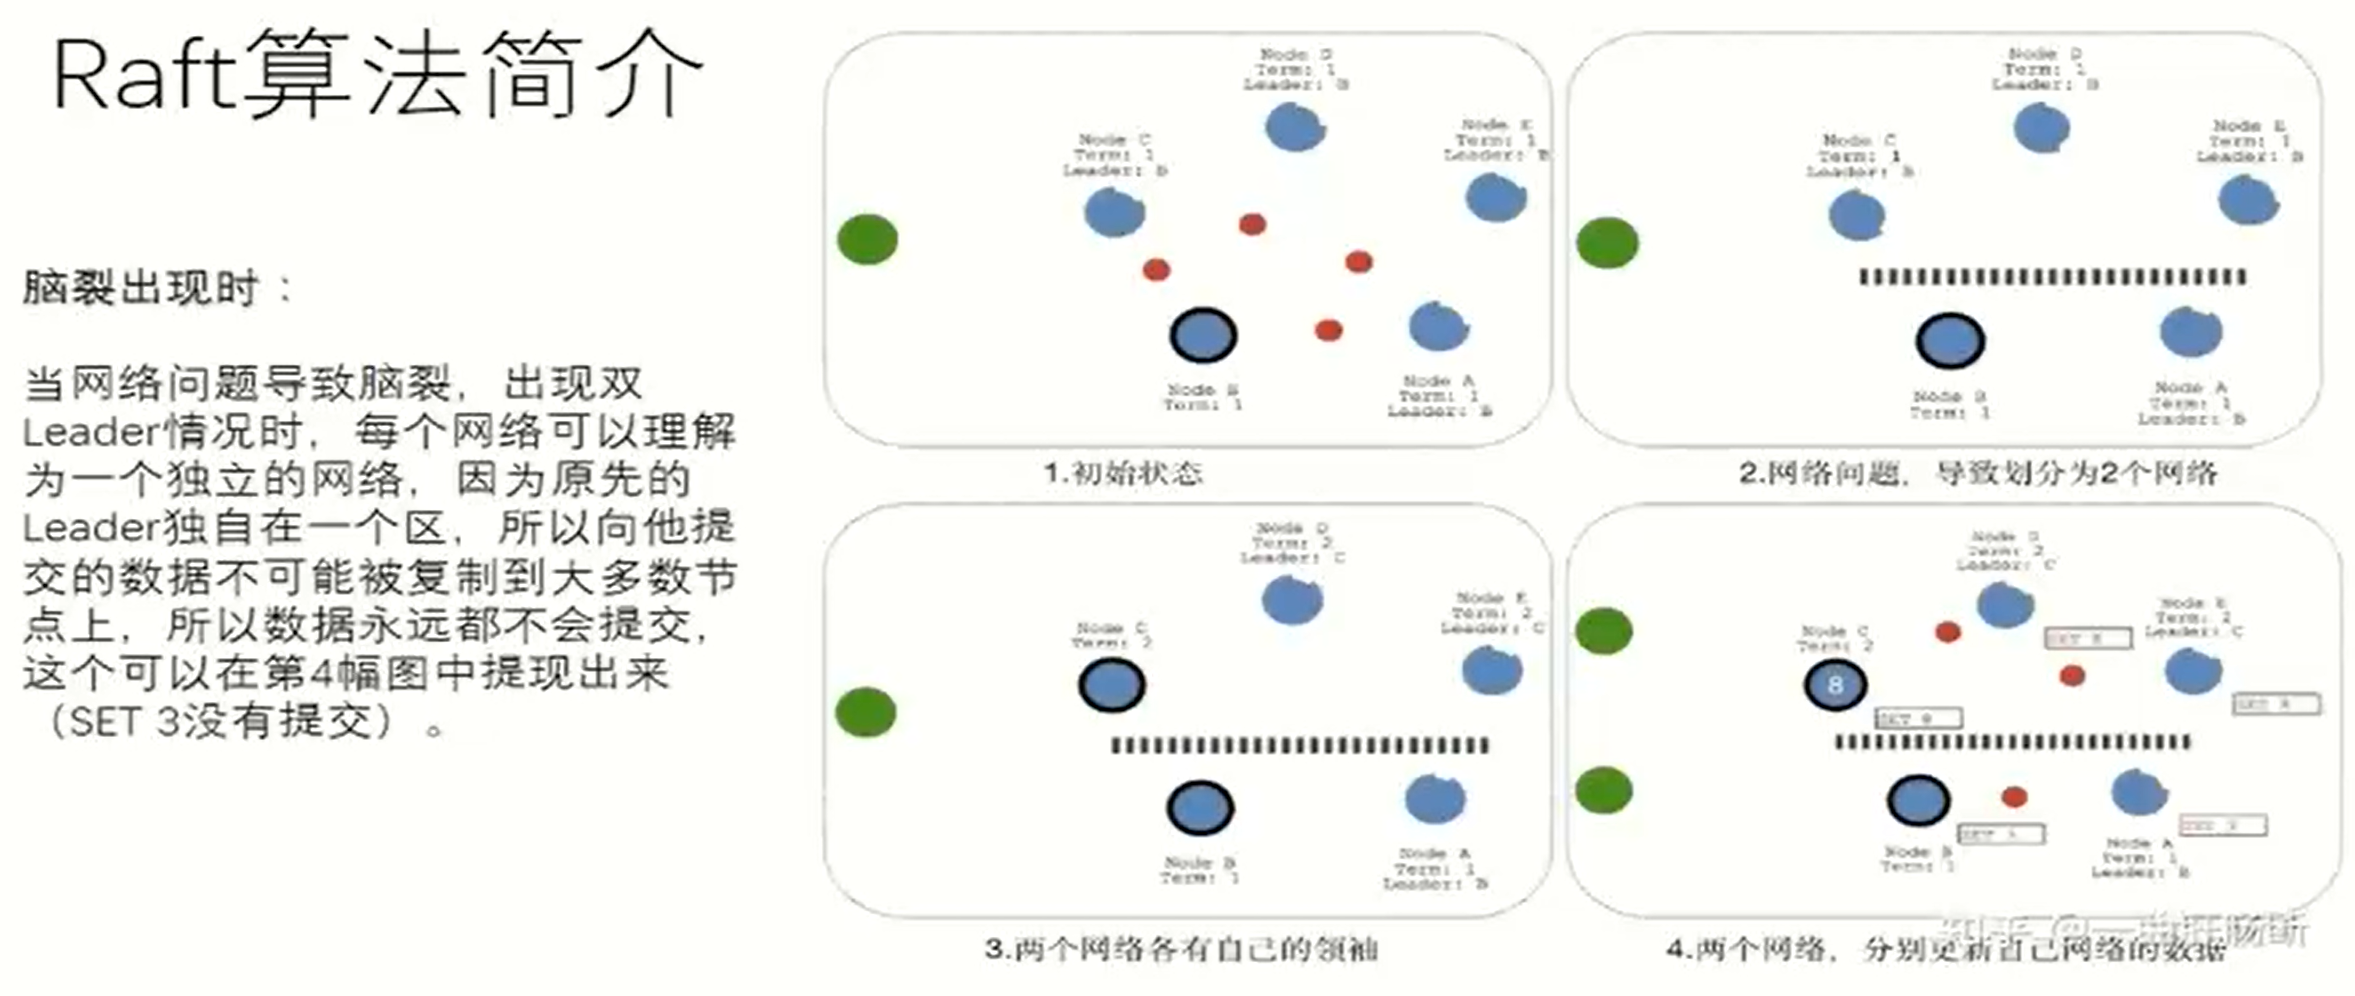 Raft算法简介
脑裂出现时：
当网络问题导致脑裂，出现双
Leader情况时，每个网络可以理解
为一个独立的网络，因为原先的
Leader独自在一个区，所以向他提
交的数据不可能被复制到大多数节
点上，所以数据永远都不会提交，
这个可以在第4幅图中提现出来
（SET 3没有提交）。
Node D
Term: 1
Leader: B
Node C
Term: 1
Leader: B
Node E
Term: 1
Leader: B
Node B
Term: 1
Node A
Term: 1
Leader: B
1.初始状态
Node D
Term: 1
Leader: B
Node C
Term: 1
Leader: B
Node E
Term: 1
Leader: B
Node B
Term: 1
Node A
Term: 1
Leader: B
2.网络问题，导致划分为2个网络
Node D
Term: 2
Leader: C
Node C
Term: 2
Node E
Term: 2
Leader: C
Node B
Term: 1
Node A
Term: 1
Leader: B
3.两个网络各有自己的领袖
Node D
Term: 2
Leader: C
Node C
Term: 2
8
Node E
Term: 2
Leader: C
SET 8
Node B
Term: 1
Node A
Term: 1
Leader: B
4.两个网络，分别更新自己网络的数据